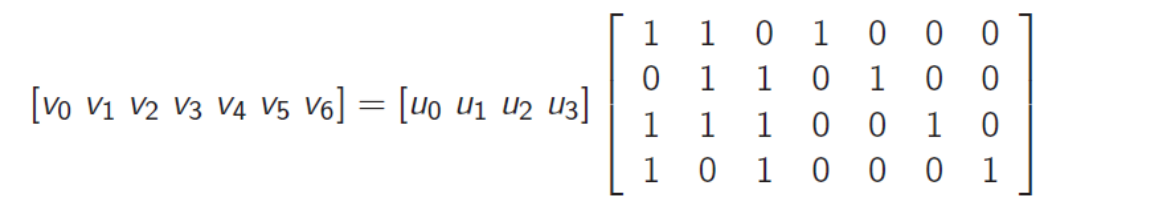 1 1 0 1 0 0 0
0 1 1 0 1 0 0
[v₀ v₁ v₂ v₃ v₄ v₅ v₆] = [u₀ u₁ u₂ u₃]
1 1 1 0 0 1 0
1 0 1 0 0 0 1